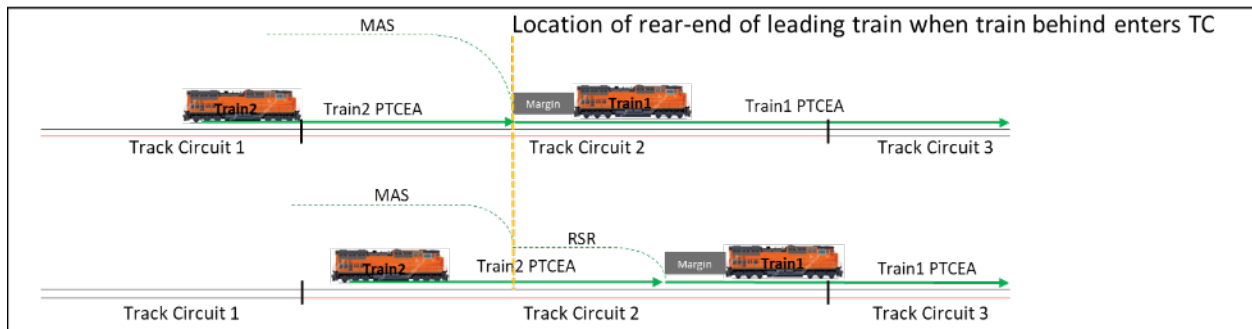 MAS
Location of rear-end of leading train when train behind enters TC
Train2
Train2 PTCEA
Margin
Train1
Train1 PTCEA
Track Circuit 1
Track Circuit 2
Track Circuit 3
MAS
RSR
Train2
Train2 PTCEA
Margin
Train1
Train1 PTCEA
Track Circuit 1
Track Circuit 2
Track Circuit 3